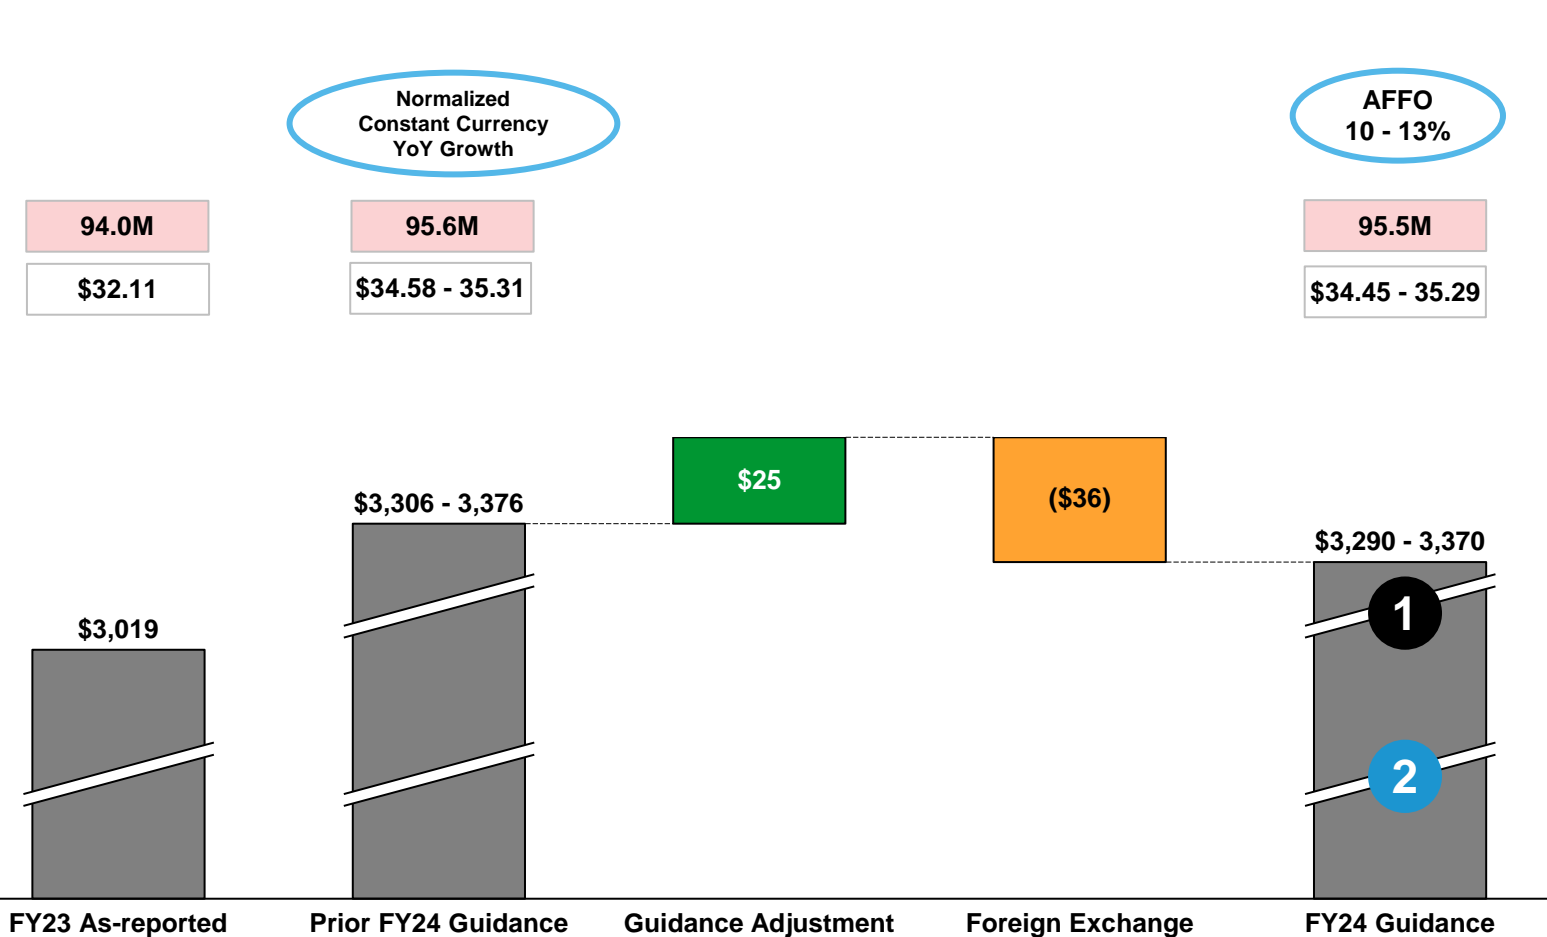 Normalized
Constant Currency
YoY Growth
AFFO
10 - 13%
94.0M
95.6M
95.5M
$32.11
$34.58 - 35.31
$34.45 - 35.29
$25
($36)
$3,306 - 3,376
$3,290 - 3,370
1
$3,019
2
FY23 As-reported
Prior FY24 Guidance
Guidance Adjustment
Foreign Exchange
FY24 Guidance